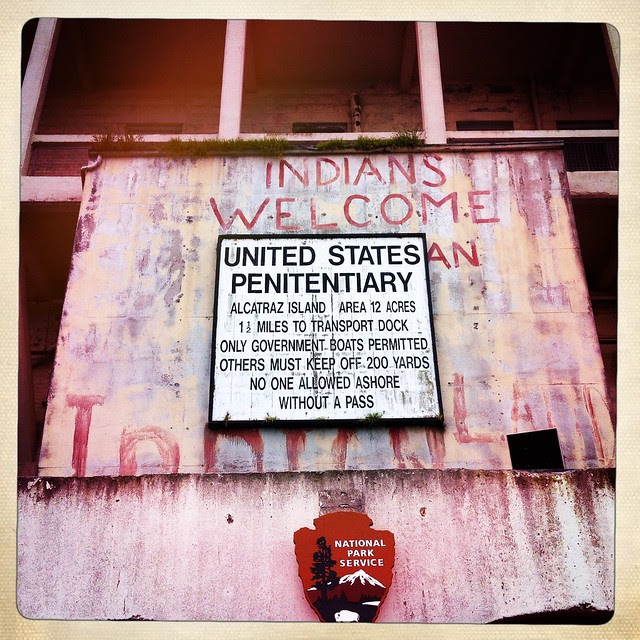 INDIANS
WELCOME
UNITED STATES
PENITENTIARY
AN
ALCATRAZ ISLAND AREA 12 ACRES
1½ MILES TO TRANSPORT DOCK
ONLY GOVERNMENT BOATS PERMITTED
OTHERS MUST KEEP OFF 200 YARDS
NO ONE ALLOWED ASHORE
WITHOUT A PASS
NATIONAL
PARK
SERVICE